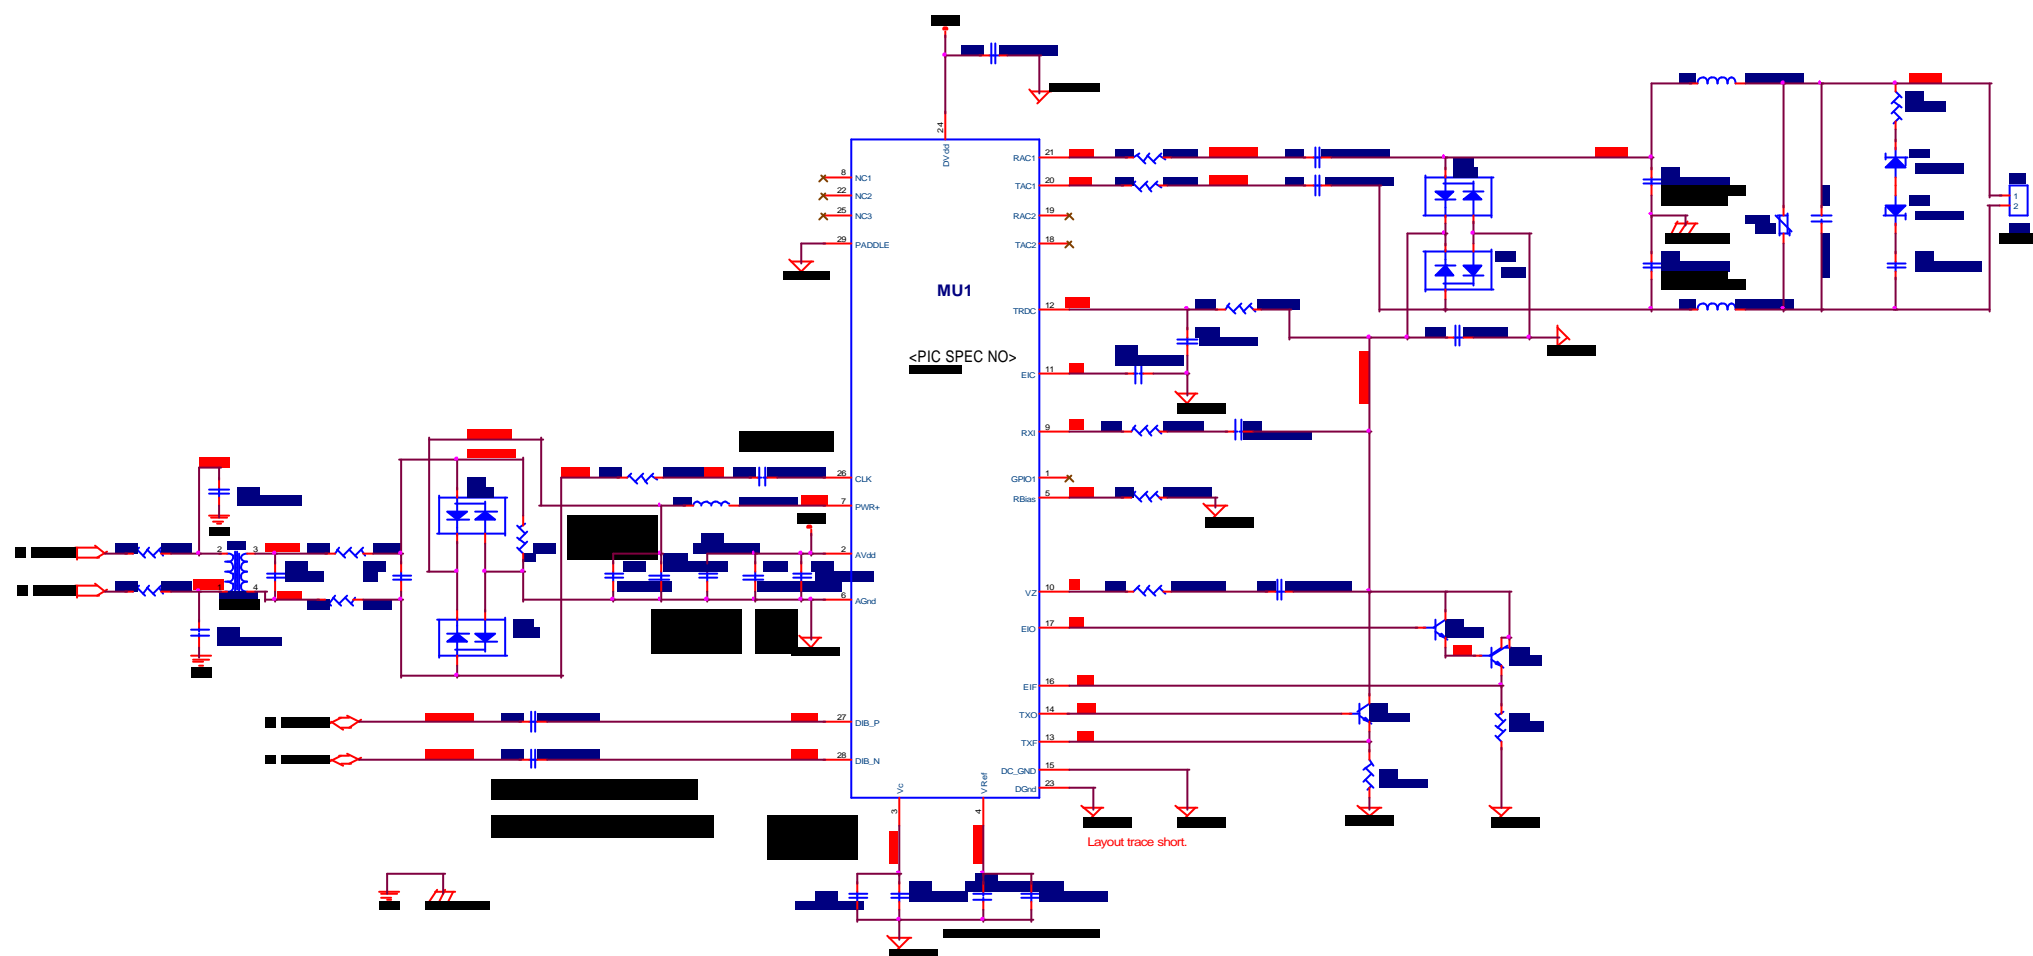 24
DVdd
8 NC1
22 NC2
25 NC3
29 PADDLE
RAC1 21
TAC1 20
RAC2 19
TAC2 18
MU1
TRDC 12
<PIC SPEC NO>
EIC 11
RXI 9
26 CLK
GPIO1 1
7 PWR+
RBias 5
2 AVdd
6 AGnd
VZ 10
EIO 17
EIF 16
27 DIB_P
TXO 14
TXF 13
28 DIB_N
DC_GND 15
DGnd 23
Vc
VRef
3
4
2 3
1 4
1
2
Layout trace short.